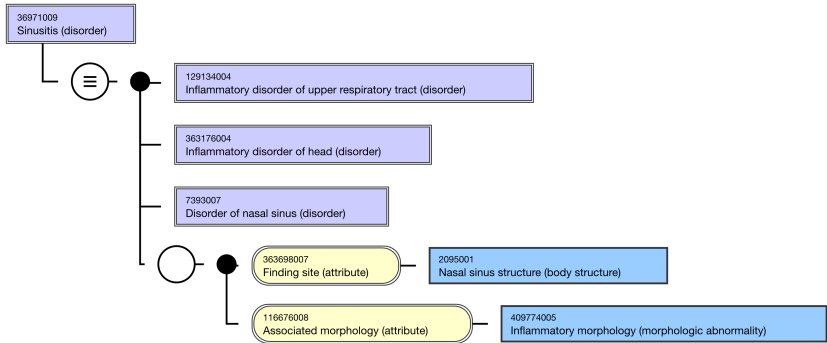 36971009
Sinusitis (disorder)
129134004
Inflammatory disorder of upper respiratory tract (disorder)
363176004
Inflammatory disorder of head (disorder)
7393007
Disorder of nasal sinus (disorder)
363698007
Finding site (attribute)
2095001
Nasal sinus structure (body structure)
116676008
Associated morphology (attribute)
409774005
Inflammatory morphology (morphologic abnormality)